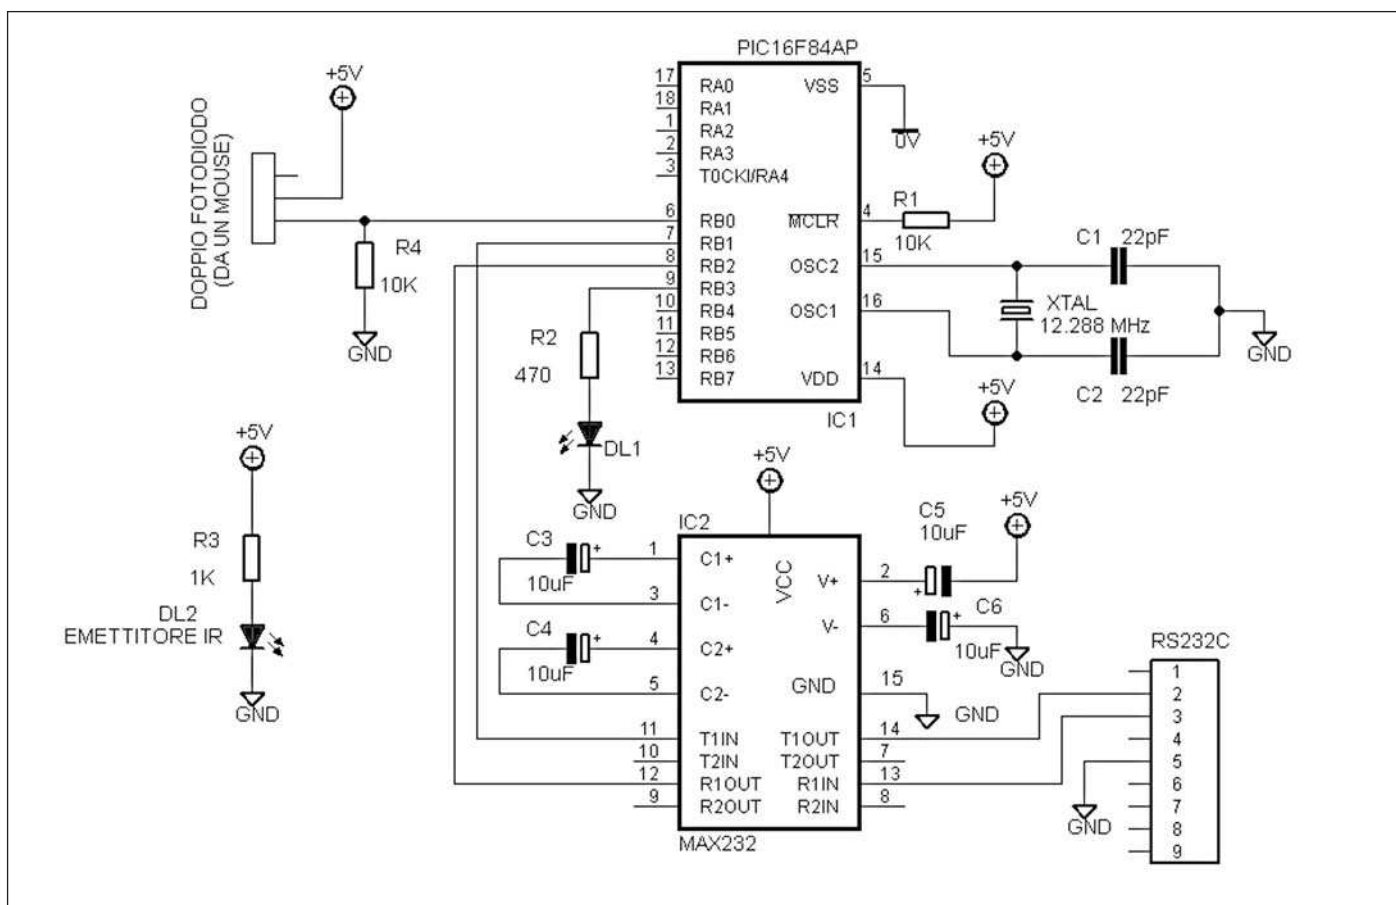 PIC16F84AP
+5V
DOPPIO FOTODIODO
(DA UN MOUSE)
R4
10K
GND
17 RA0
18 RA1
1 RA2
2 RA3
3 T0CKI/RA4
6 RB0
7 RB1
8 RB2
9 RB3
10 RB4
11 RB5
12 RB6
13 RB7
VSS 5
0V
MCLR 4
R1
10K
+5V
OSC2 15
OSC1 16
VDD 14
+5V
IC1
C1 22pF
XTAL
12.288 MHz
C2 22pF
GND
R2
470
DL1
GND
+5V
R3
1K
DL2
EMETTITORE IR
GND
+5V
IC2
VCC
C3
10uF
+
C4
10uF
+
1 C1+
3 C1-
4 C2+
5 C2-
11 T1IN
10 T2IN
12 R1OUT
9 R2OUT
V+ 2
V- 6
GND 15
T1OUT 14
T2OUT 7
R1IN 13
R2IN 8
MAX232
C5
10uF
+
+5V
C6
10uF
+
GND
GND
GND
RS232C
1
2
3
4
5
6
7
8
9